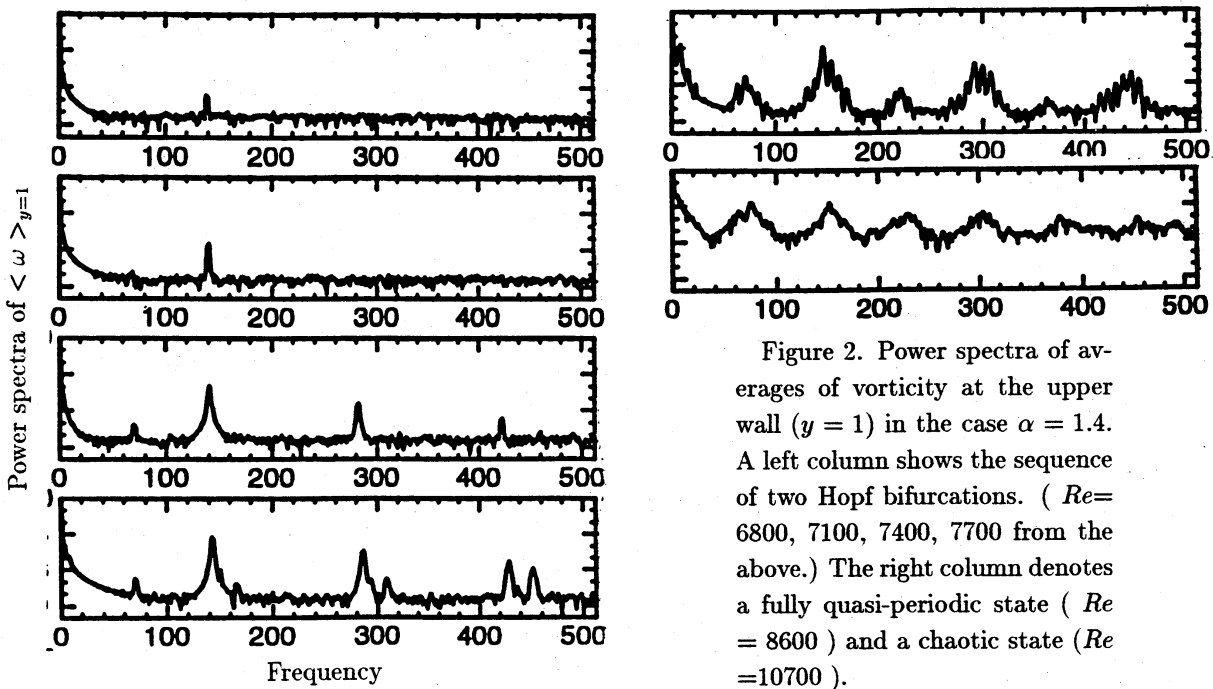 Power spectra of < ω >y=1
0 100 200 300 400 500
0 100 200 300 400 500
0 100 200 300 400 500
0 100 200 300 400 500
Frequency
0 100 200 300 400 500
0 100 200 300 400 500
Figure 2. Power spectra of av-
erages of vorticity at the upper
wall (y = 1) in the case α = 1.4.
A left column shows the sequence
of two Hopf bifurcations. ( Re=
6800, 7100, 7400, 7700 from the
above.) The right column denotes
a fully quasi-periodic state ( Re
= 8600 ) and a chaotic state (Re
=10700 ).